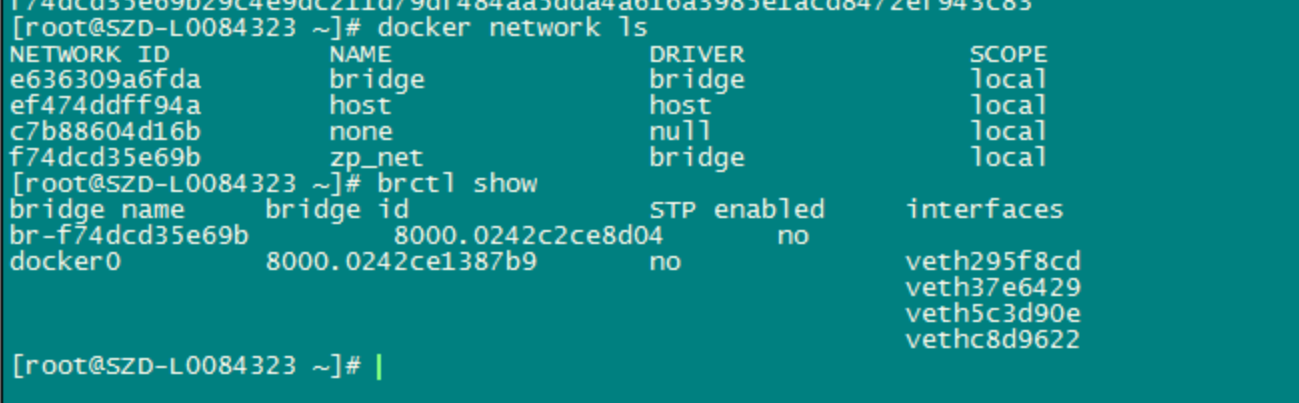 [root@SZD-L0084323 ~]# docker network ls
NETWORK ID NAME DRIVER SCOPE
e636309a6fda bridge bridge local
ef474ddff94a host host local
c7b88604d16b none null local
f74dcd35e69b zp_net bridge local
[root@SZD-L0084323 ~]# brctl show
bridge name bridge id STP enabled interfaces
br-f74dcd35e69b 8000.0242c2ce8d04 no
docker0 8000.0242ce1387b9 no veth295f8cd
veth37e6429
veth5c3d90e
vethc8d9622
[root@SZD-L0084323 ~]#